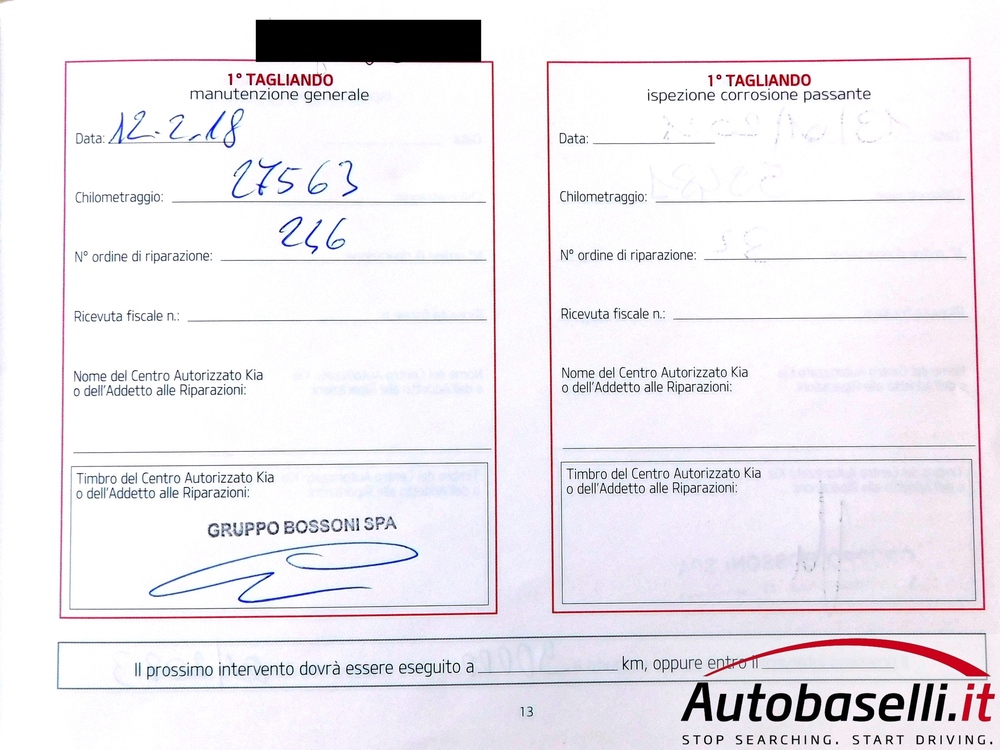 1° TAGLIANDO
manutenzione generale
Data: 12.2.18
Chilometraggio: 27563
N° ordine di riparazione: 246
Ricevuta fiscale n.:
Nome del Centro Autorizzato Kia
o dell'Addetto alle Riparazioni:
Timbro del Centro Autorizzato Kia
o dell'Addetto alle Riparazioni:
GRUPPO BOSSONI SPA
1° TAGLIANDO
ispezione corrosione passante
Data:
Chilometraggio:
N° ordine di riparazione:
Ricevuta fiscale n.:
Nome del Centro Autorizzato Kia
o dell'Addetto alle Riparazioni:
Timbro del Centro Autorizzato Kia
o dell'Addetto alle Riparazioni:
Il prossimo intervento dovrà essere eseguito a km, oppure entro il
13
Autobaselli.it
STOP SEARCHING. START DRIVING.